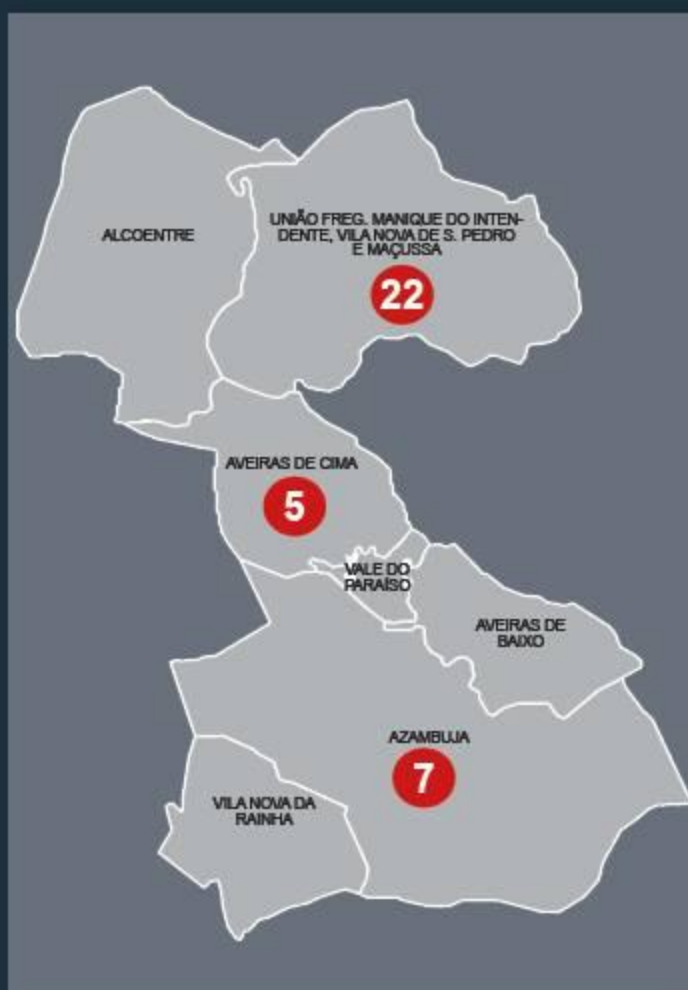 ALCOENTRE
UNIÃO FREG. MANIQUE DO INTEN-
DENTE, VILA NOVA DE S. PEDRO
E MAÇUSSA
22
AVEIRAS DE CIMA
5
VALE DO
PARAÍSO
AVEIRAS DE
BAIXO
AZAMBUJA
7
VILA NOVA DA
RAINHA